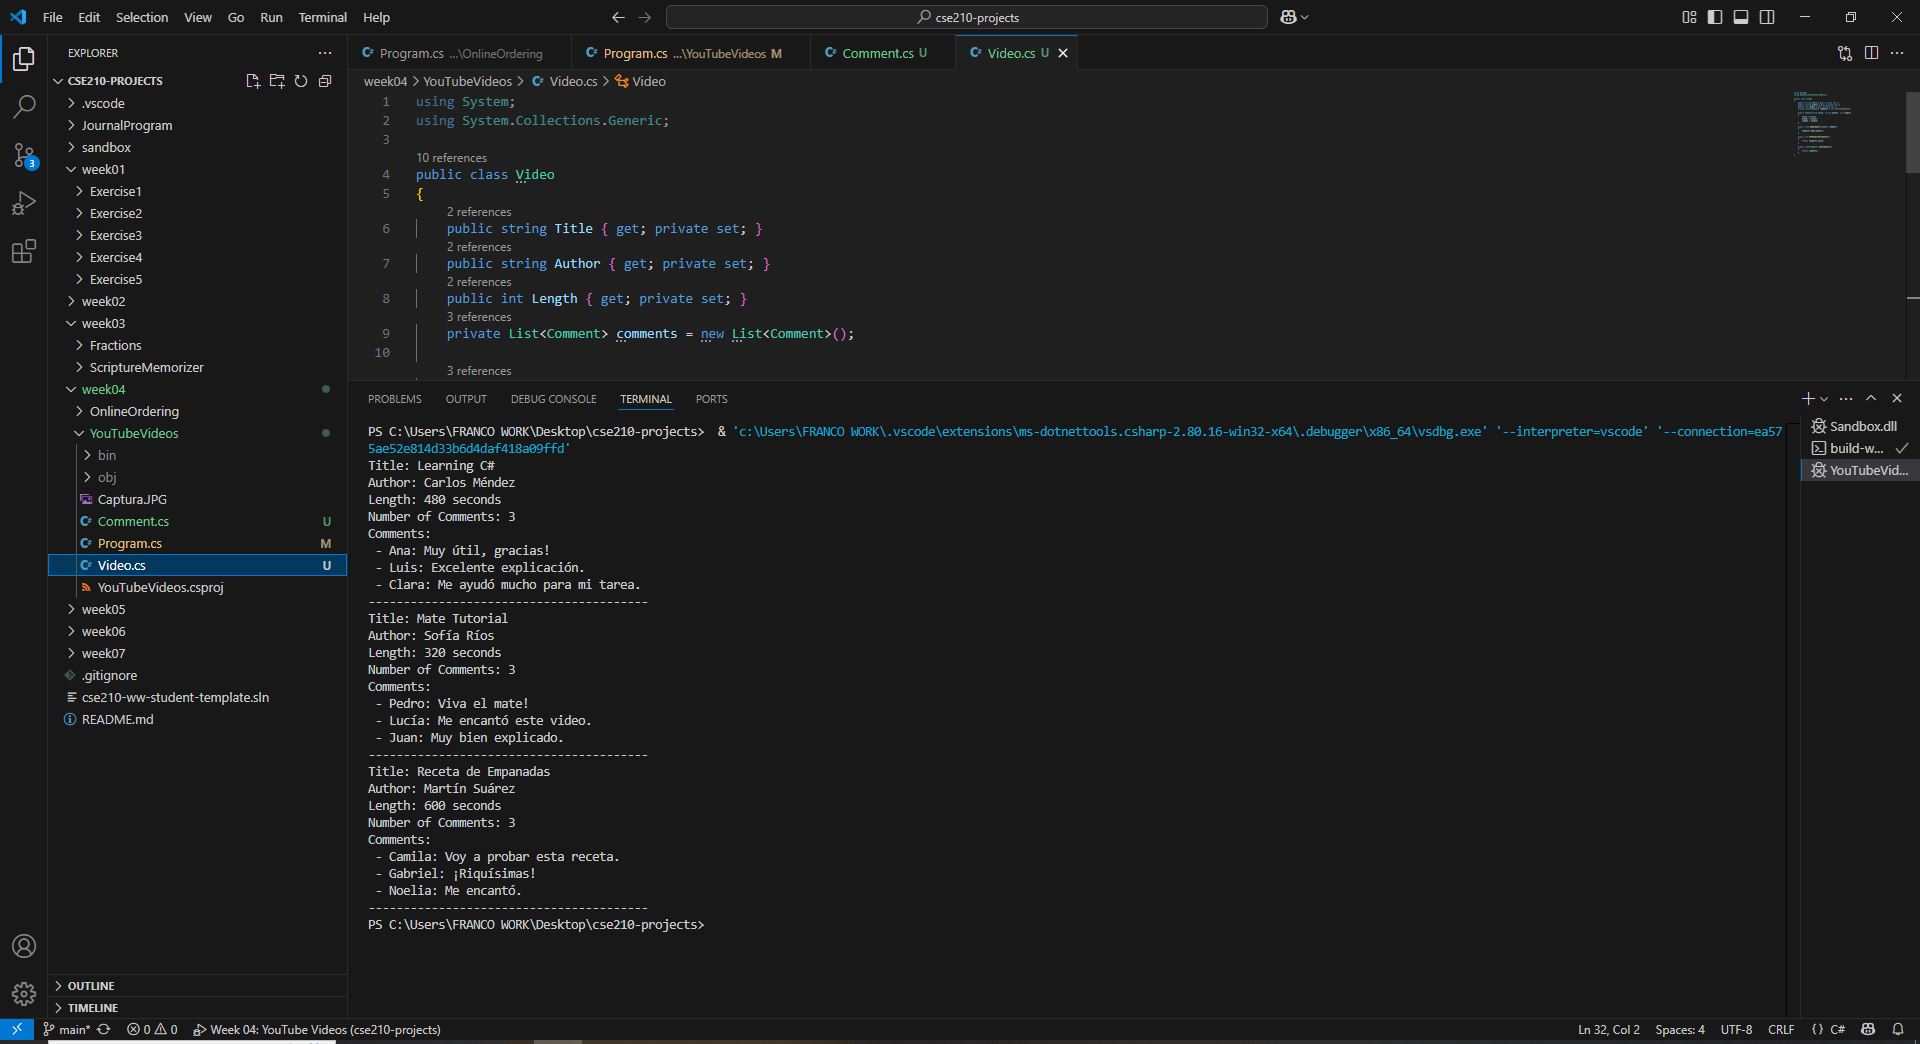 File Edit Selection View Go Run Terminal Help
cse210-projects
EXPLORER
CSE210-PROJECTS
.vscode
JournalProgram
sandbox
week01
Exercise1
Exercise2
Exercise3
Exercise4
Exercise5
week02
week03
Fractions
ScriptureMemorizer
week04
OnlineOrdering
YouTubeVideos
bin
obj
Captura.JPG
Comment.cs U
Program.cs M
Video.cs U
YouTubeVideos.csproj
week05
week06
week07
.gitignore
cse210-ww-student-template.sln
README.md
OUTLINE
TIMELINE
3
Program.cs ...\OnlineOrdering
Program.cs ...\YouTubeVideos M
Comment.cs U
Video.cs U
week04 > YouTubeVideos > Video.cs > Video
1 using System;
2 using System.Collections.Generic;
3
10 references
4 public class Video
5 {
2 references
6 public string Title { get; private set; }
2 references
7 public string Author { get; private set; }
2 references
8 public int Length { get; private set; }
3 references
9 private List<Comment> comments = new List<Comment>();
10
3 references
PROBLEMS OUTPUT DEBUG CONSOLE TERMINAL PORTS
PS C:\Users\FRANCO WORK\Desktop\cse210-projects> & 'c:\Users\FRANCO WORK\.vscode\extensions\ms-dotnettools.csharp-2.80.16-win32-x64\.debugger\x86_64\vsdbg.exe' '--interpreter=vscode' '--connection=ea57
5ae52e814d33b6d4daf418a09ffd'
Title: Learning C#
Author: Carlos Méndez
Length: 480 seconds
Number of Comments: 3
Comments:
- Ana: Muy útil, gracias!
- Luis: Excelente explicación.
- Clara: Me ayudó mucho para mi tarea.
----------------------------------------
Title: Mate Tutorial
Author: Sofía Ríos
Length: 320 seconds
Number of Comments: 3
Comments:
- Pedro: Viva el mate!
- Lucía: Me encantó este video.
- Juan: Muy bien explicado.
----------------------------------------
Title: Receta de Empanadas
Author: Martín Suárez
Length: 600 seconds
Number of Comments: 3
Comments:
- Camila: Voy a probar esta receta.
- Gabriel: ¡Riquísimas!
- Noelia: Me encantó.
----------------------------------------
PS C:\Users\FRANCO WORK\Desktop\cse210-projects>
Sandbox.dll
build-w...
YouTubeVid...
main* 0 0 Week 04: YouTube Videos (cse210-projects)
Ln 32, Col 2 Spaces: 4 UTF-8 CRLF {} C#